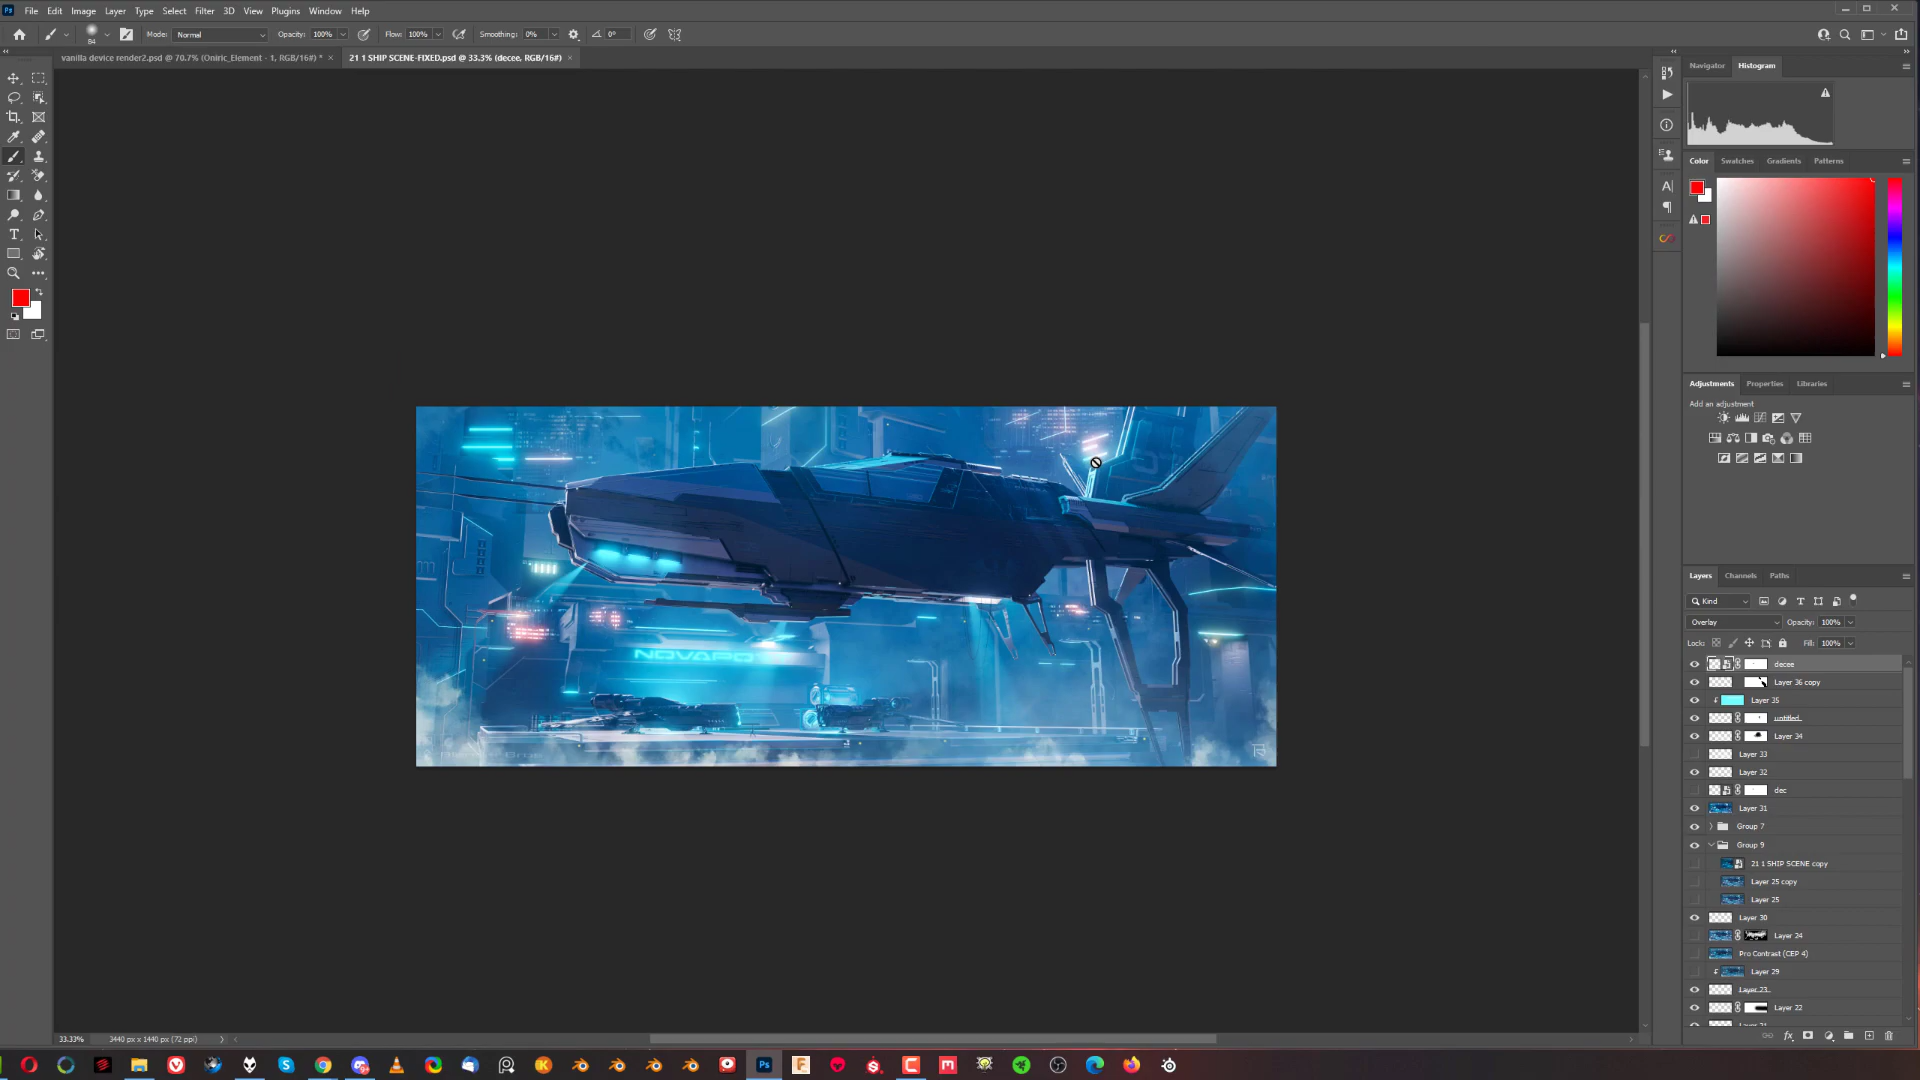 Ps File Edit Image Layer Type Select Filter 3D View Plugins Window Help
84 Mode: Normal Opacity: 100% Flow: 100% Smoothing: 0% 0°
vanilla device render2.psd @ 70.7% (Oniric_Element - 1, RGB/16#) * × 21 1 SHIP SCENE-FIXED.psd @ 33.3% (decee, RGB/16#) ×
Navigator Histogram
Color Swatches Gradients Patterns
Adjustments Properties Libraries
Add an adjustment
Layers Channels Paths
Kind
Overlay Opacity: 100%
Lock: Fill: 100%
decee
Layer 36 copy
Layer 35
untitled
Layer 34
Layer 33
Layer 32
dec
Layer 31
Group 7
Group 9
21 1 SHIP SCENE copy
Layer 25 copy
Layer 25
Layer 30
Layer 24
Pro Contrast (CEP 4)
Layer 29
Layer 23
Layer 22
NOVAPO
33.33% 3440 px x 1440 px (72 ppi)
Ps